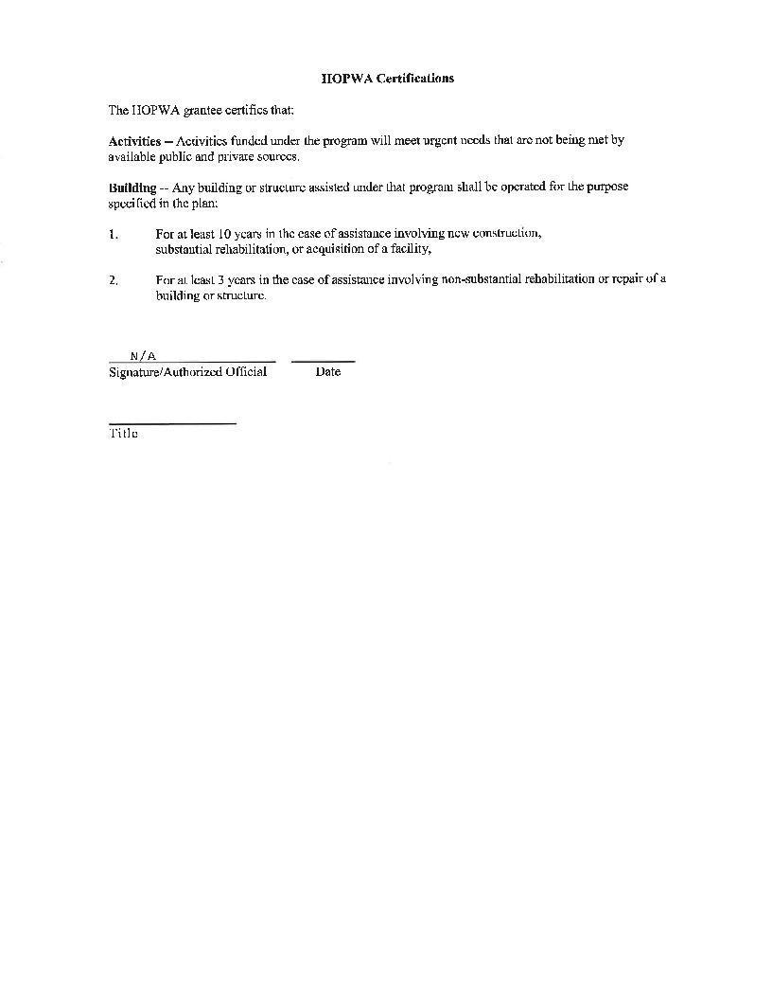 HOPWA Certifications
The HOPWA grantee certifies that:
Activities -- Activities funded under the program will meet urgent needs that are not being met by
available public and private sources.
Building -- Any building or structure assisted under that program shall be operated for the purpose
specified in the plan:
1. For at least 10 years in the case of assistance involving new construction,
substantial rehabilitation, or acquisition of a facility,
2. For at least 3 years in the case of assistance involving non-substantial rehabilitation or repair of a
building or structure.
N/A
Signature/Authorized Official Date
Title